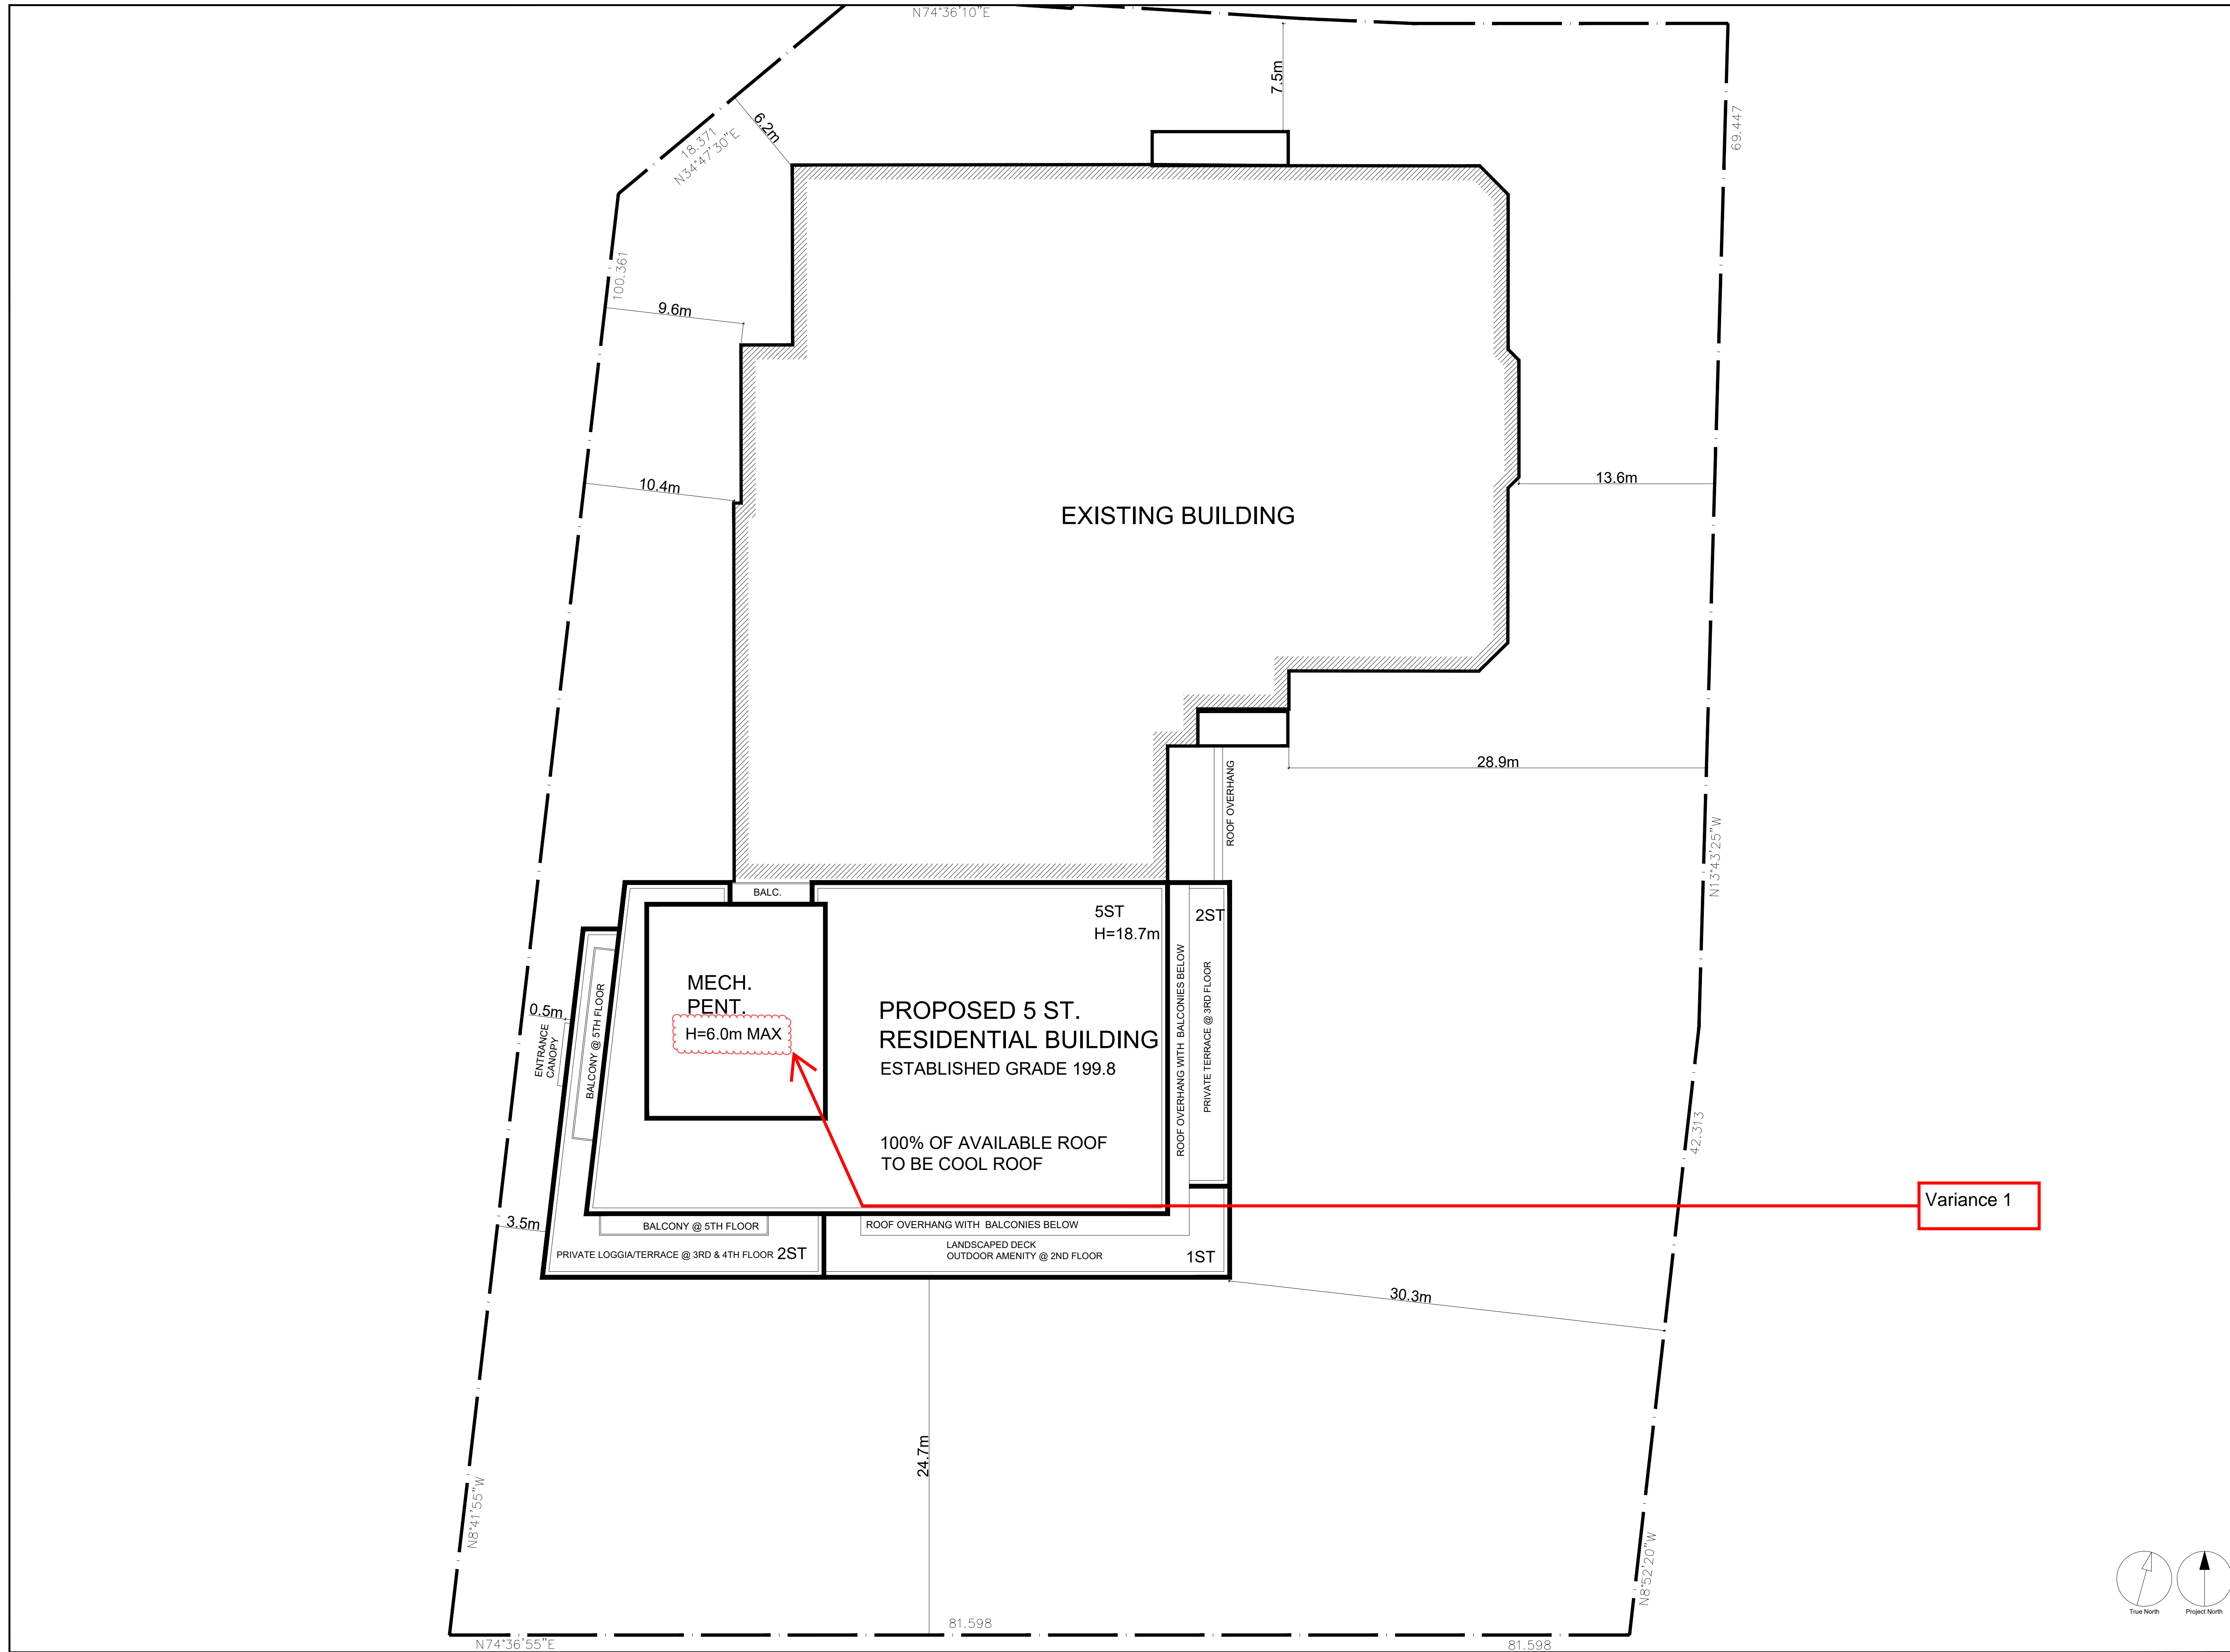 N74°36'10"E
7.5m
69.447
6.2m
18.371
N34°47'30"E
100.361
9.6m
10.4m
EXISTING BUILDING
13.6m
28.9m
ROOF OVERHANG
N13°43'25"W
BALC.
5ST
H=18.7m
2ST
MECH.
PENT.
H=6.0m MAX
PROPOSED 5 ST.
RESIDENTIAL BUILDING
ESTABLISHED GRADE 199.8
100% OF AVAILABLE ROOF
TO BE COOL ROOF
ROOF OVERHANG WITH BALCONIES BELOW
PRIVATE TERRACE @ 3RD FLOOR
0.5m
ENTRANCE
CANOPY
BALCONY @ 5TH FLOOR
42.313
Variance 1
3.5m
BALCONY @ 5TH FLOOR
ROOF OVERHANG WITH BALCONIES BELOW
PRIVATE LOGGIA/TERRACE @ 3RD & 4TH FLOOR 2ST
LANDSCAPED DECK
OUTDOOR AMENITY @ 2ND FLOOR
1ST
30.3m
24.7m
N8°41'55"W
N8°52'20"W
81.598
N74°36'55"E
81.598
True North
Project North